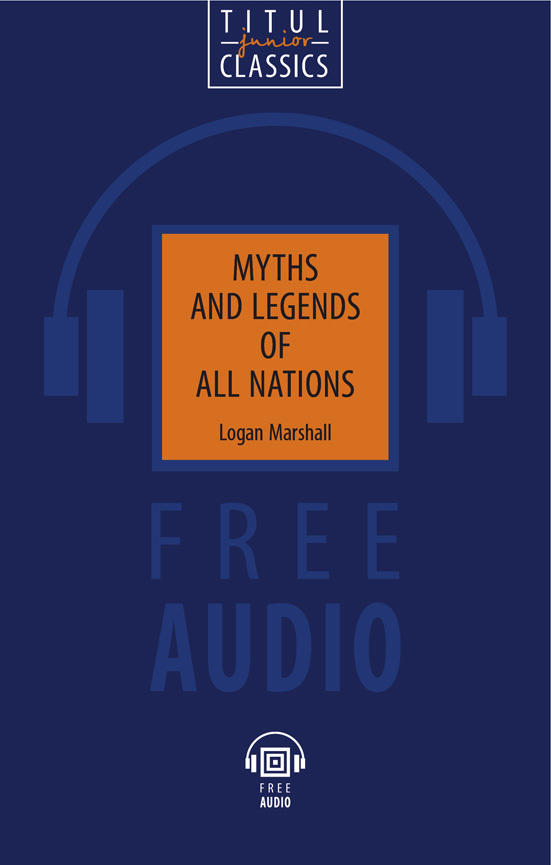 TITUL
junior
CLASSICS
MYTHS
AND LEGENDS
OF
ALL NATIONS
Logan Marshall
FREE
AUDIO
FREE
AUDIO